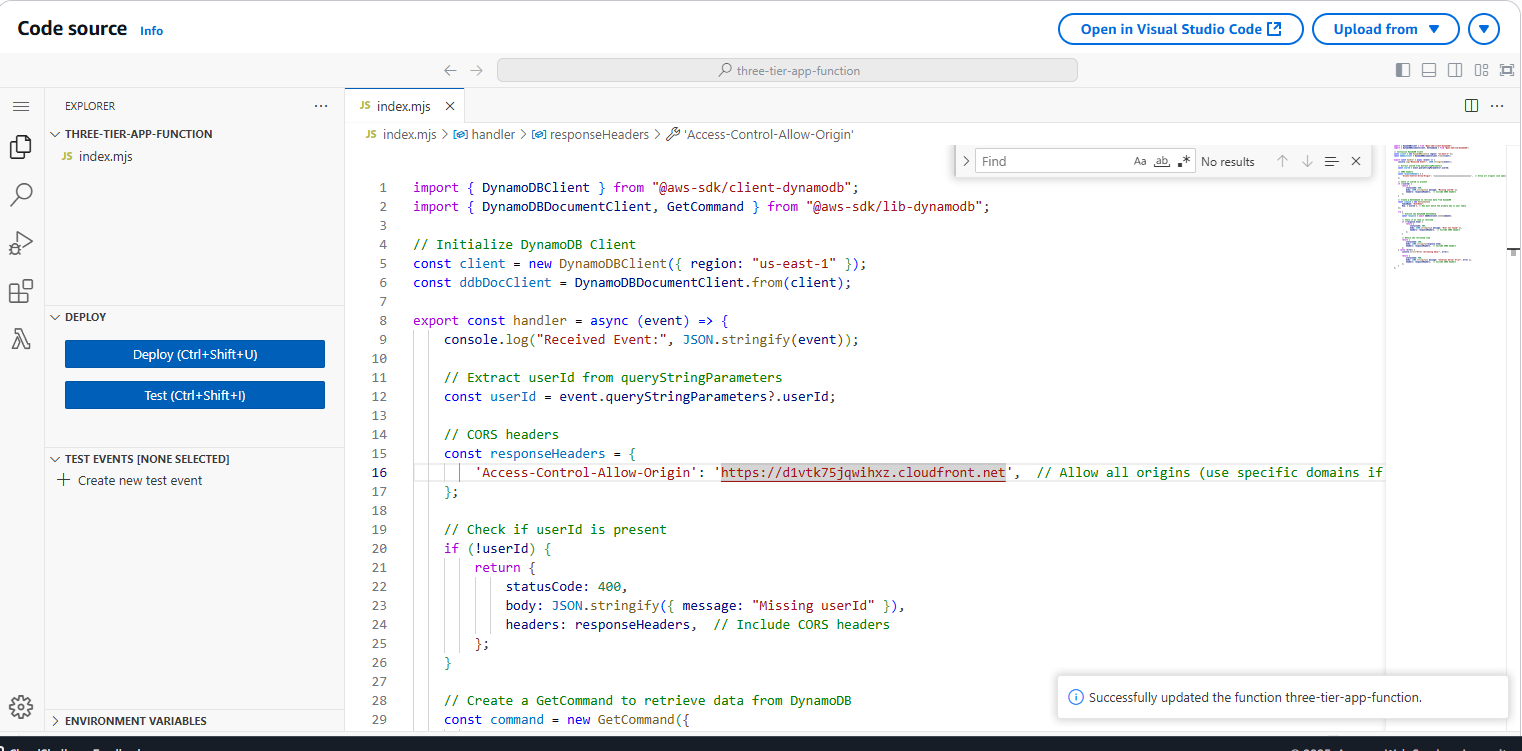 Code source Info
Open in Visual Studio Code
Upload from
three-tier-app-function
EXPLORER
THREE-TIER-APP-FUNCTION
JS index.mjs
DEPLOY
Deploy (Ctrl+Shift+U)
Test (Ctrl+Shift+I)
TEST EVENTS [NONE SELECTED]
Create new test event
ENVIRONMENT VARIABLES
JS index.mjs
JS index.mjs > handler > responseHeaders > 'Access-Control-Allow-Origin'
Find Aa ab No results
1 import { DynamoDBClient } from "@aws-sdk/client-dynamodb";
2 import { DynamoDBDocumentClient, GetCommand } from "@aws-sdk/lib-dynamodb";
3
4 // Initialize DynamoDB Client
5 const client = new DynamoDBClient({ region: "us-east-1" });
6 const ddbDocClient = DynamoDBDocumentClient.from(client);
7
8 export const handler = async (event) => {
9 console.log("Received Event:", JSON.stringify(event));
10
11 // Extract userId from queryStringParameters
12 const userId = event.queryStringParameters?.userId;
13
14 // CORS headers
15 const responseHeaders = {
16 'Access-Control-Allow-Origin': 'https://d1vtk75jqwihxz.cloudfront.net', // Allow all origins (use specific domains if
17 };
18
19 // Check if userId is present
20 if (!userId) {
21 return {
22 statusCode: 400,
23 body: JSON.stringify({ message: "Missing userId" }),
24 headers: responseHeaders, // Include CORS headers
25 };
26 }
27
28 // Create a GetCommand to retrieve data from DynamoDB
29 const command = new GetCommand({
Successfully updated the function three-tier-app-function.